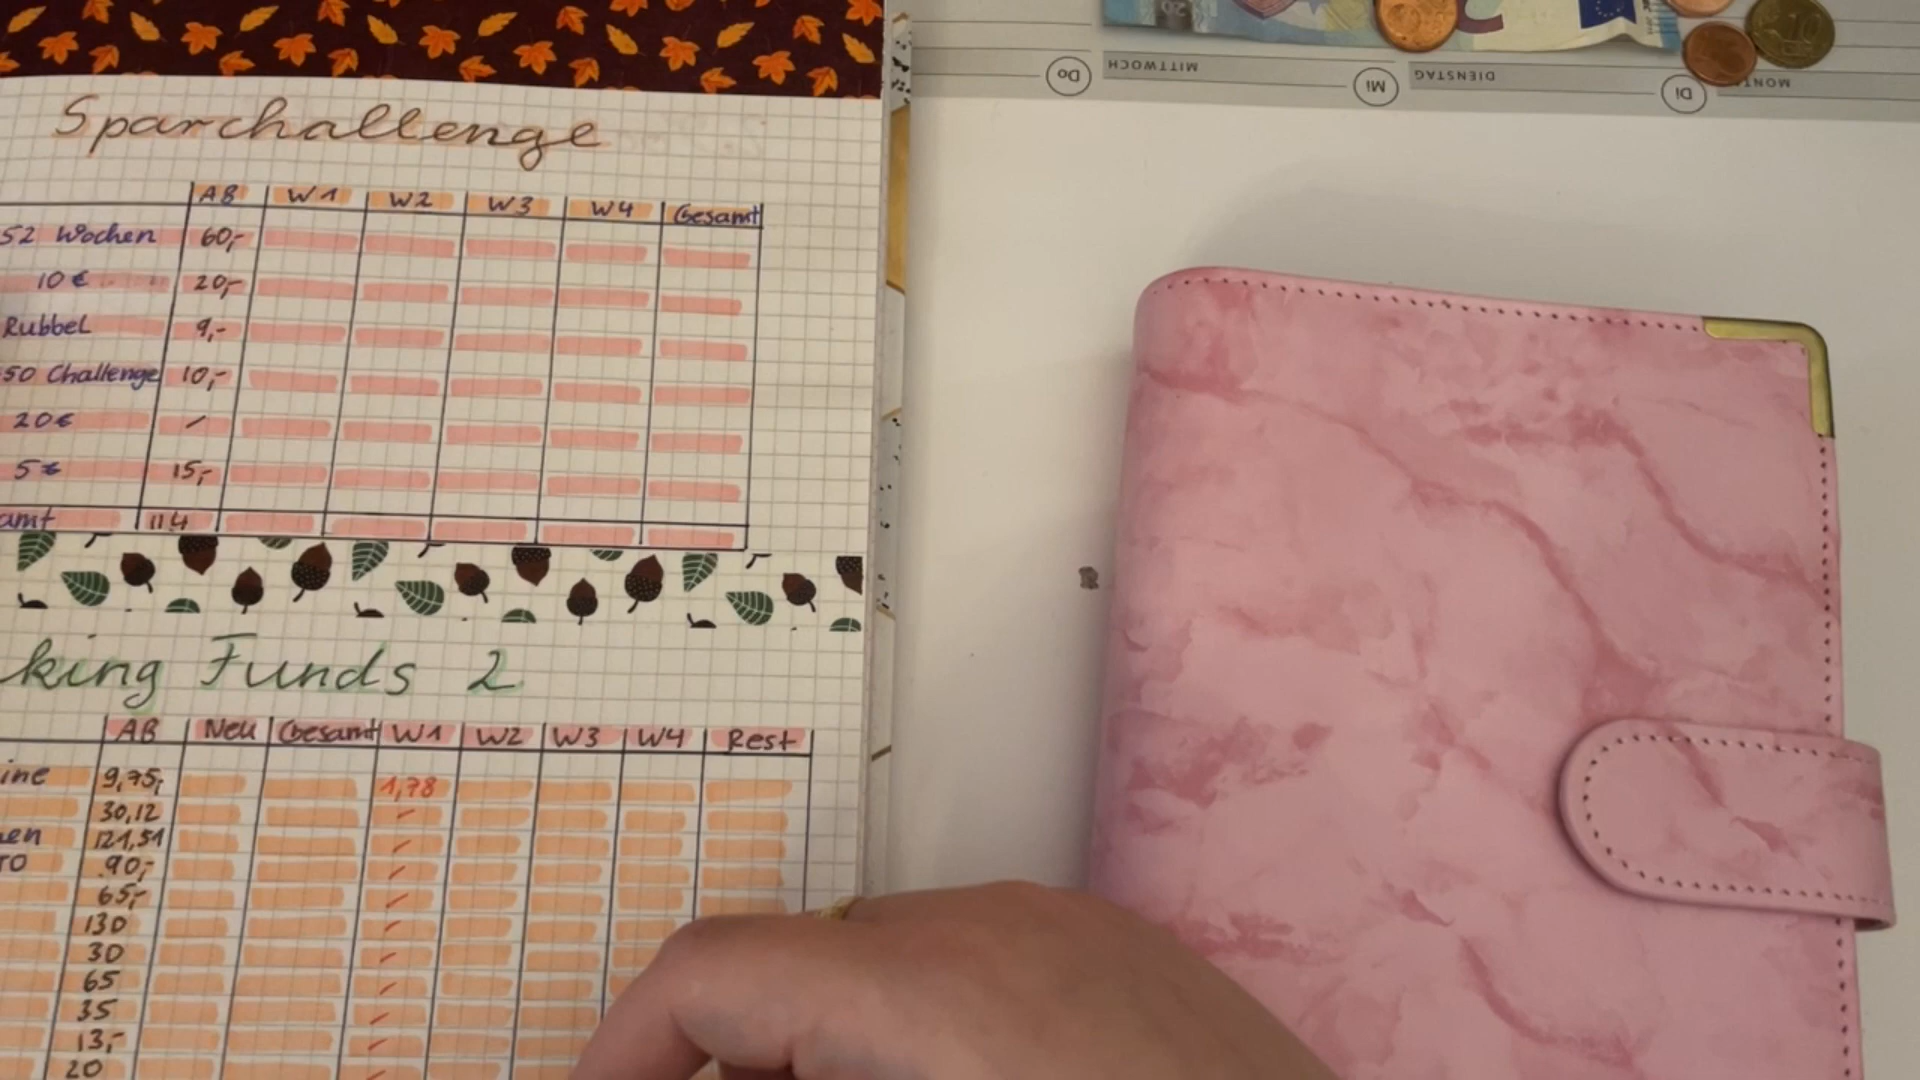 Sparchallenge
AB W1 W2 W3 W4 Gesamt
52 Wochen 60,-
10 € 20,-
Rubbel 9,-
50 Challenge 10,-
20€ /
5€ 15,-
amt 114
king Funds 2
AB Neu Gesamt W1 W2 W3 W4 Rest
ine 9,75,- 1,78
30,12 /
en 121,51 /
TO 90,- /
65,- /
130 /
30 /
65 /
35 /
13,- /
20 /
20
10
Do MITTWOCH Mi DIENSTAG Di MONT